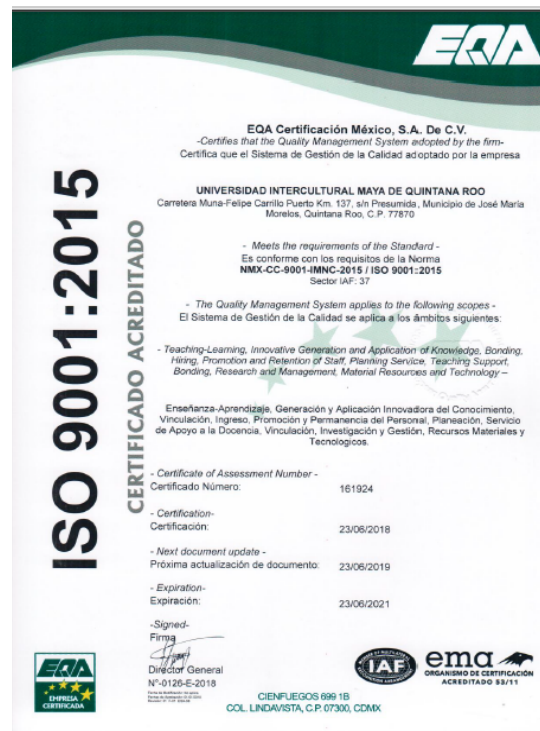 EQA
EQA Certificación México, S.A. De C.V.
-Certifies that the Quality Management System adopted by the firm-
Certifica que el Sistema de Gestión de la Calidad adoptado por la empresa
UNIVERSIDAD INTERCULTURAL MAYA DE QUINTANA ROO
Carretera Muna-Felipe Carrillo Puerto Km. 137, s/n Presumida, Municipio de José María
Morelos, Quintana Roo, C.P. 77870
- Meets the requirements of the Standard -
Es conforme con los requisitos de la Norma
NMX-CC-9001-IMNC-2015 / ISO 9001:2015
Sector IAF: 37
- The Quality Management System applies to the following scopes -
El Sistema de Gestión de la Calidad se aplica a los ámbitos siguientes:
- Teaching-Learning, Innovative Generation and Application of Knowledge, Bonding,
Hiring, Promotion and Retention of Staff, Planning Service, Teaching Support,
Bonding, Research and Management, Material Resources and Technology –
Enseñanza-Aprendizaje, Generación y Aplicación Innovadora del Conocimiento,
Vinculación, Ingreso, Promoción y Permanencia del Personal, Planeación, Servicio
de Apoyo a la Docencia, Vinculación, Investigación y Gestión, Recursos Materiales y
Tecnologicos.
- Certificate of Assessment Number -
Certificado Número: 161924
- Certification-
Certificación: 23/06/2018
- Next document update -
Próxima actualización de documento: 23/06/2019
- Expiration-
Expiración: 23/06/2021
-Signed-
Firma
Director General
Nº-0126-E-2018
CIENFUEGOS 699 1B
COL. LINDAVISTA, C.P. 07300, CDMX
ISO 9001:2015
CERTIFICADO ACREDITADO
EQA
EMPRESA
CERTIFICADA
IAF
ema
ORGANISMO DE CERTIFICACIÓN
ACREDITADO 53/11